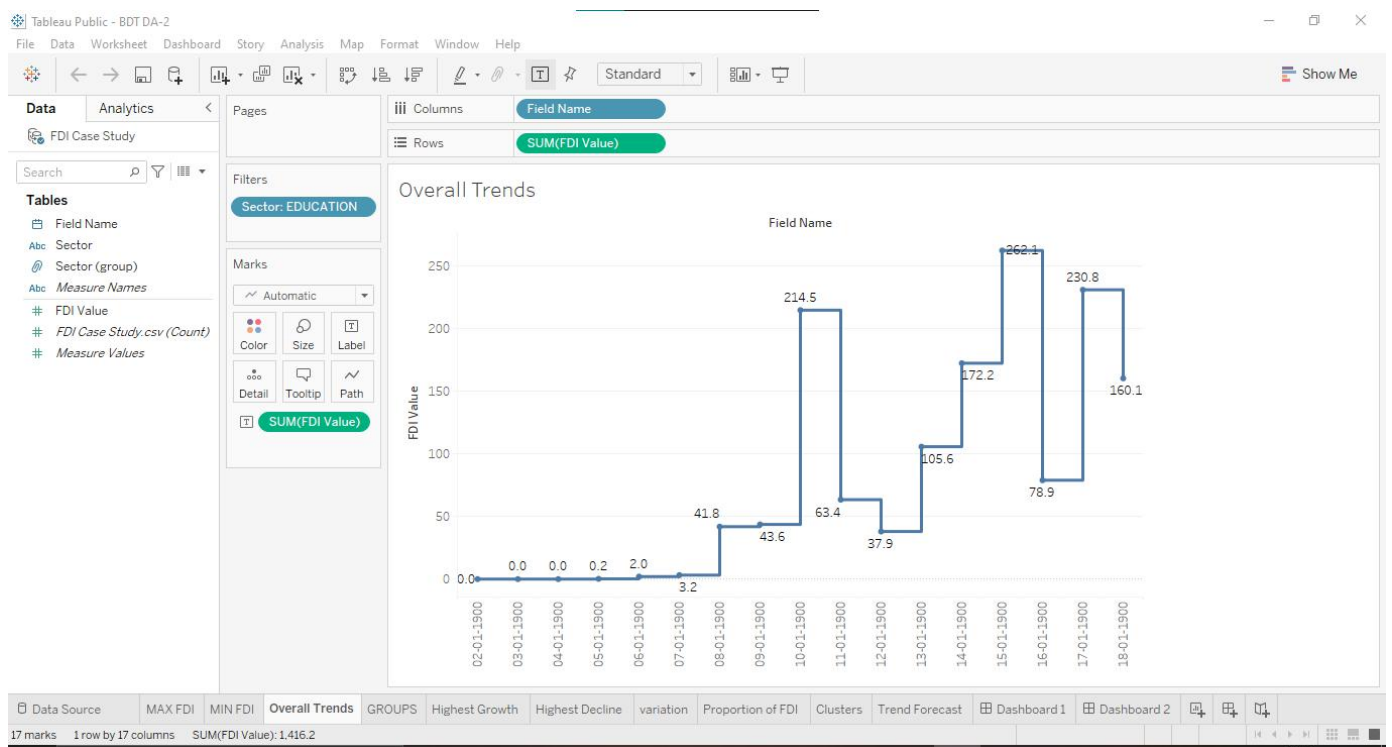 Tableau Public - BDT DA-2
File Data Worksheet Dashboard Story Analysis Map Format Window Help
Standard
Show Me
Data Analytics
FDI Case Study
Search
Tables
Field Name
Abc Sector
Sector (group)
Abc Measure Names
# FDI Value
# FDI Case Study.csv (Count)
# Measure Values
Pages
Filters
Sector: EDUCATION
Marks
Automatic
Color Size Label
Detail Tooltip Path
SUM(FDI Value)
Columns Field Name
Rows SUM(FDI Value)
Overall Trends
Field Name
FDI Value
250
200
150
100
50
0
0.0
0.0
0.0
0.2
2.0
3.2
41.8
43.6
214.5
63.4
37.9
105.6
172.2
262.1
78.9
230.8
160.1
02-01-1900
03-01-1900
04-01-1900
05-01-1900
06-01-1900
07-01-1900
08-01-1900
09-01-1900
10-01-1900
11-01-1900
12-01-1900
13-01-1900
14-01-1900
15-01-1900
16-01-1900
17-01-1900
18-01-1900
Data Source MAX FDI MIN FDI Overall Trends GROUPS Highest Growth Highest Decline variation Proportion of FDI Clusters Trend Forecast Dashboard 1 Dashboard 2
17 marks 1 row by 17 columns SUM(FDI Value): 1,416.2